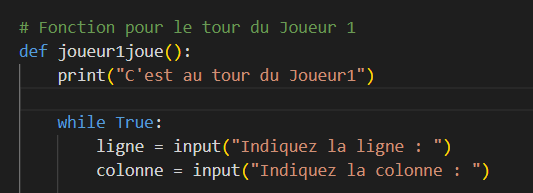 # Fonction pour le tour du Joueur 1
def joueur1joue():
    print("C'est au tour du Joueur1")
    while True:
        ligne = input("Indiquez la ligne : ")
        colonne = input("Indiquez la colonne : ")